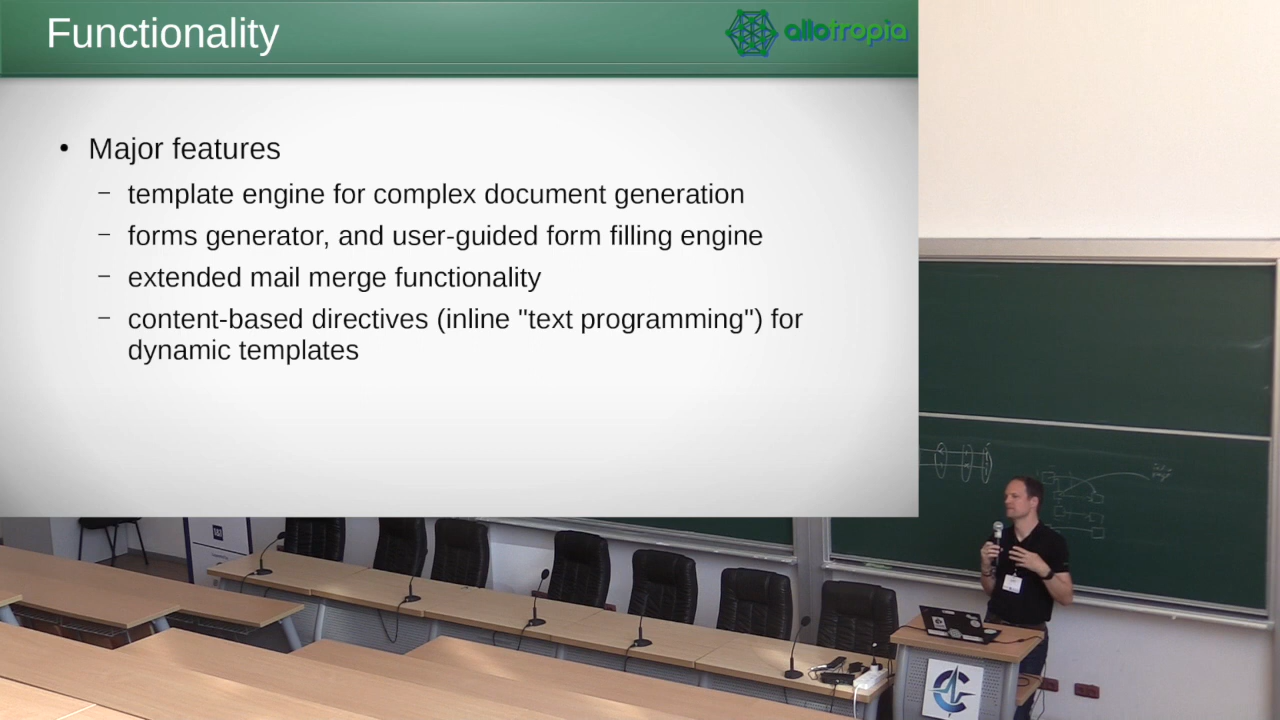 Functionality
allotropia
• Major features
– template engine for complex document generation
– forms generator, and user-guided form filling engine
– extended mail merge functionality
– content-based directives (inline "text programming") for
dynamic templates